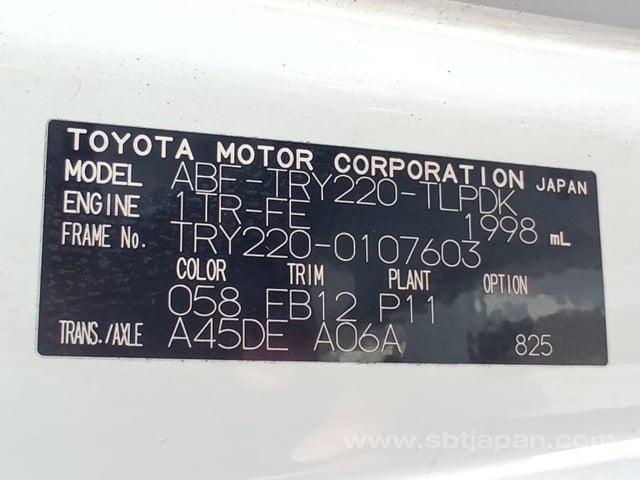 TOYOTA MOTOR CORPORATION JAPAN
MODEL ABF-TRY220-TLPDK
ENGINE 1TR-FE 1998 mL
FRAME No. TRY220-0107603
COLOR TRIM PLANT OPTION
058 FB12 P11
TRANS./AXLE A45DE A06A 825
www.sbtjapan.com